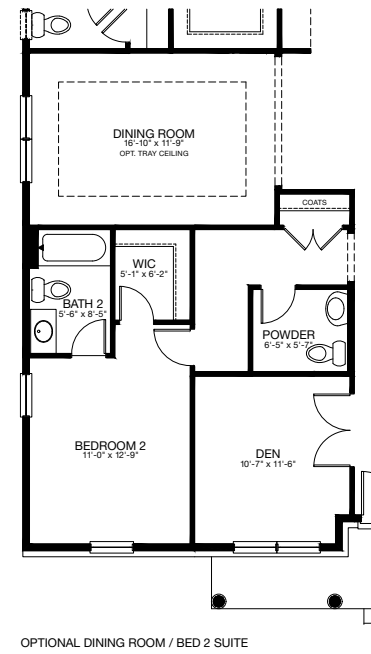 DINING ROOM
16'-10" x 11'-9"
OPT. TRAY CEILING
COATS
WIC
5'-1" x 6'-2"
BATH 2
5'-6" x 8'-5"
POWDER
6'-5" x 5'-7"
BEDROOM 2
11'-0" x 12'-9"
DEN
10'-7" x 11'-6"
OPTIONAL DINING ROOM / BED 2 SUITE